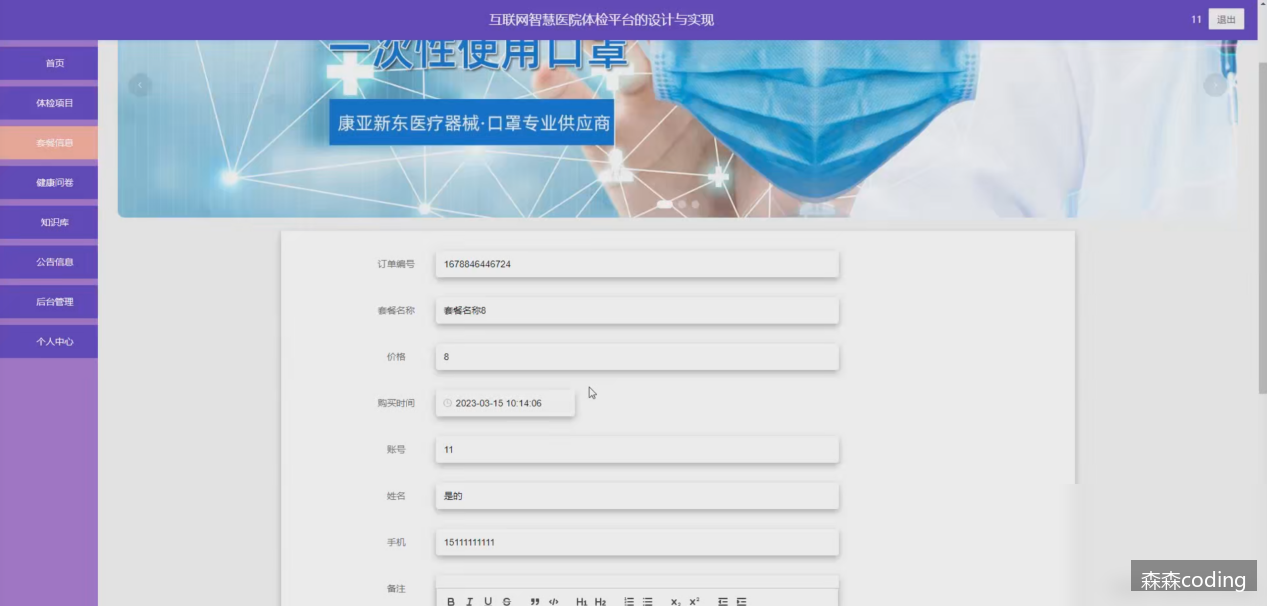 互联网智慧医院体检平台的设计与实现
11 退出
首页
体检项目
套餐信息
健康问卷
知识库
公告信息
后台管理
个人中心
一次性使用口罩
康亚新东医疗器械·口罩专业供应商
订单编号 1678846446724
套餐名称 套餐名称8
价格 8
购买时间 2023-03-15 10:14:06
账号 11
姓名 是的
手机 15111111111
备注
B I U S ” </> H₁ H₂ X₂ X²
森森coding